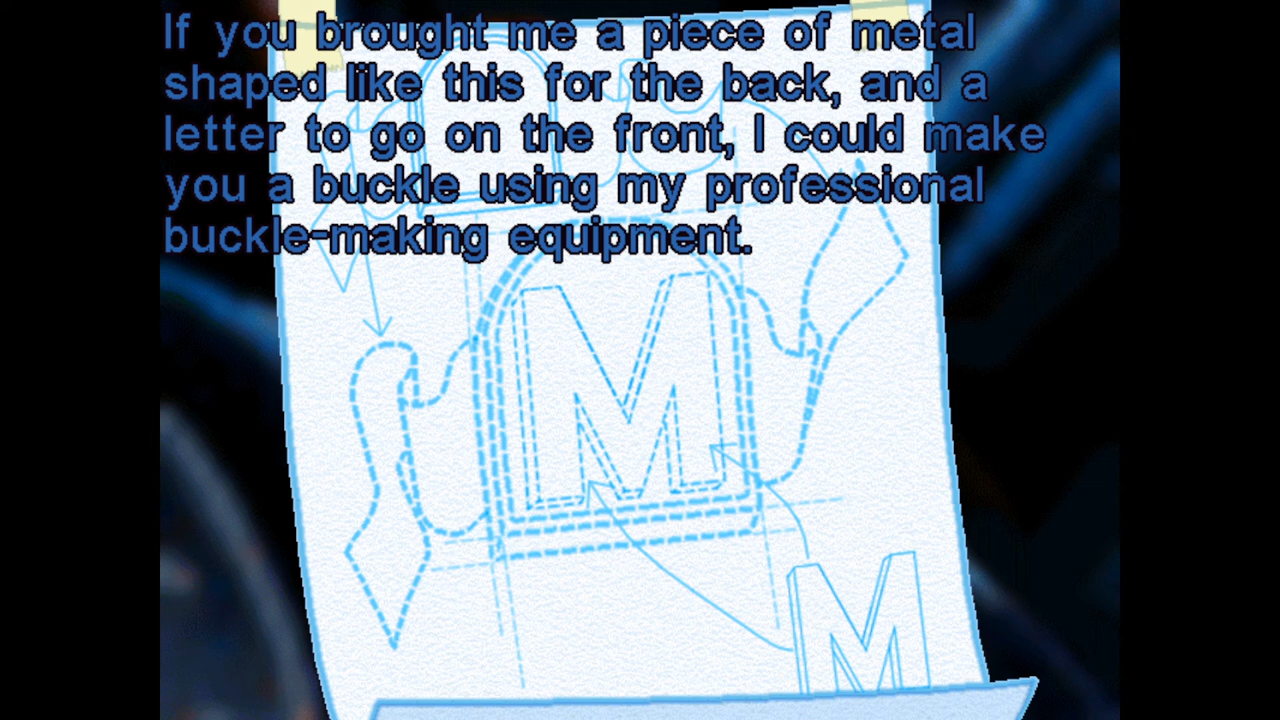 If you brought me a piece of metal
shaped like this for the back, and a
letter to go on the front, I could make
you a buckle using my professional
buckle-making equipment.
M
M